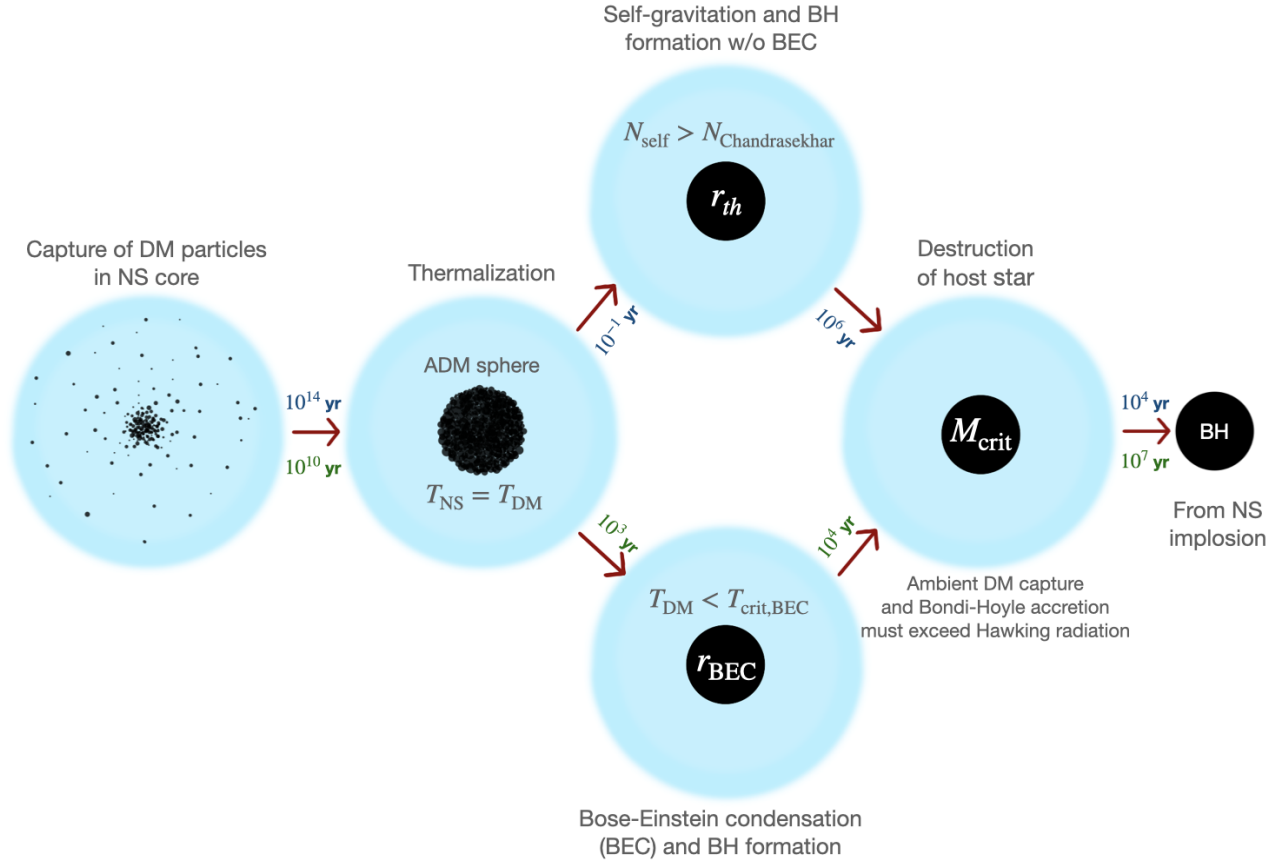 Self-gravitation and BH
formation w/o BEC
N_self > N_Chandrasekhar
r_th
Capture of DM particles
in NS core
10^14 yr
10^10 yr
Thermalization
ADM sphere
T_NS = T_DM
10^−1 yr
10^3 yr
T_DM < T_crit,BEC
r_BEC
Bose-Einstein condensation
(BEC) and BH formation
10^6 yr
10^4 yr
Destruction
of host star
M_crit
Ambient DM capture
and Bondi-Hoyle accretion
must exceed Hawking radiation
10^4 yr
10^7 yr
BH
From NS
implosion